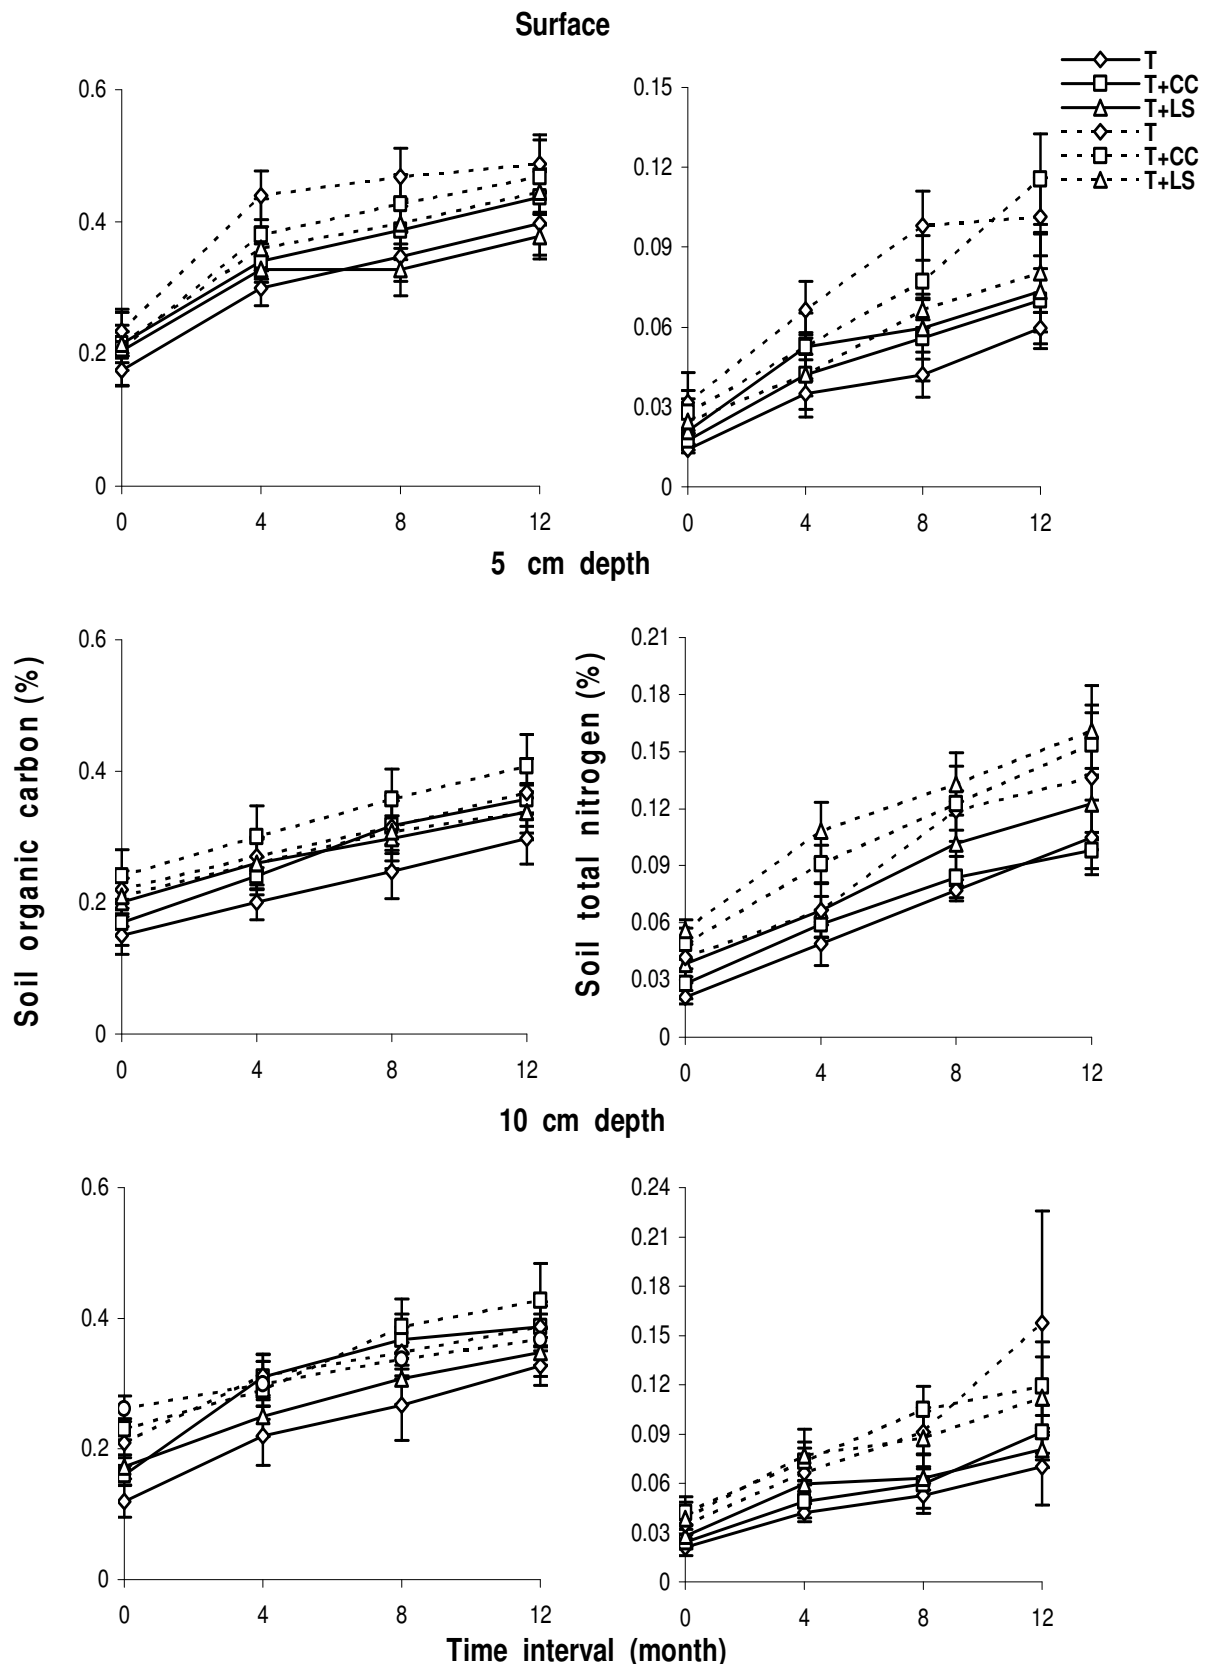 Surface
T
T+CC
T+LS
T
T+CC
T+LS
0.6
0.4
0.2
0
0 4 8 12
0.15
0.12
0.09
0.06
0.03
0
0 4 8 12
5 cm depth
Soil organic carbon (%)
0.6
0.4
0.2
0
0 4 8 12
Soil total nitrogen (%)
0.21
0.18
0.15
0.12
0.09
0.06
0.03
0
0 4 8 12
10 cm depth
0.6
0.4
0.2
0
0 4 8 12
0.24
0.21
0.18
0.15
0.12
0.09
0.06
0.03
0
0 4 8 12
Time interval (month)